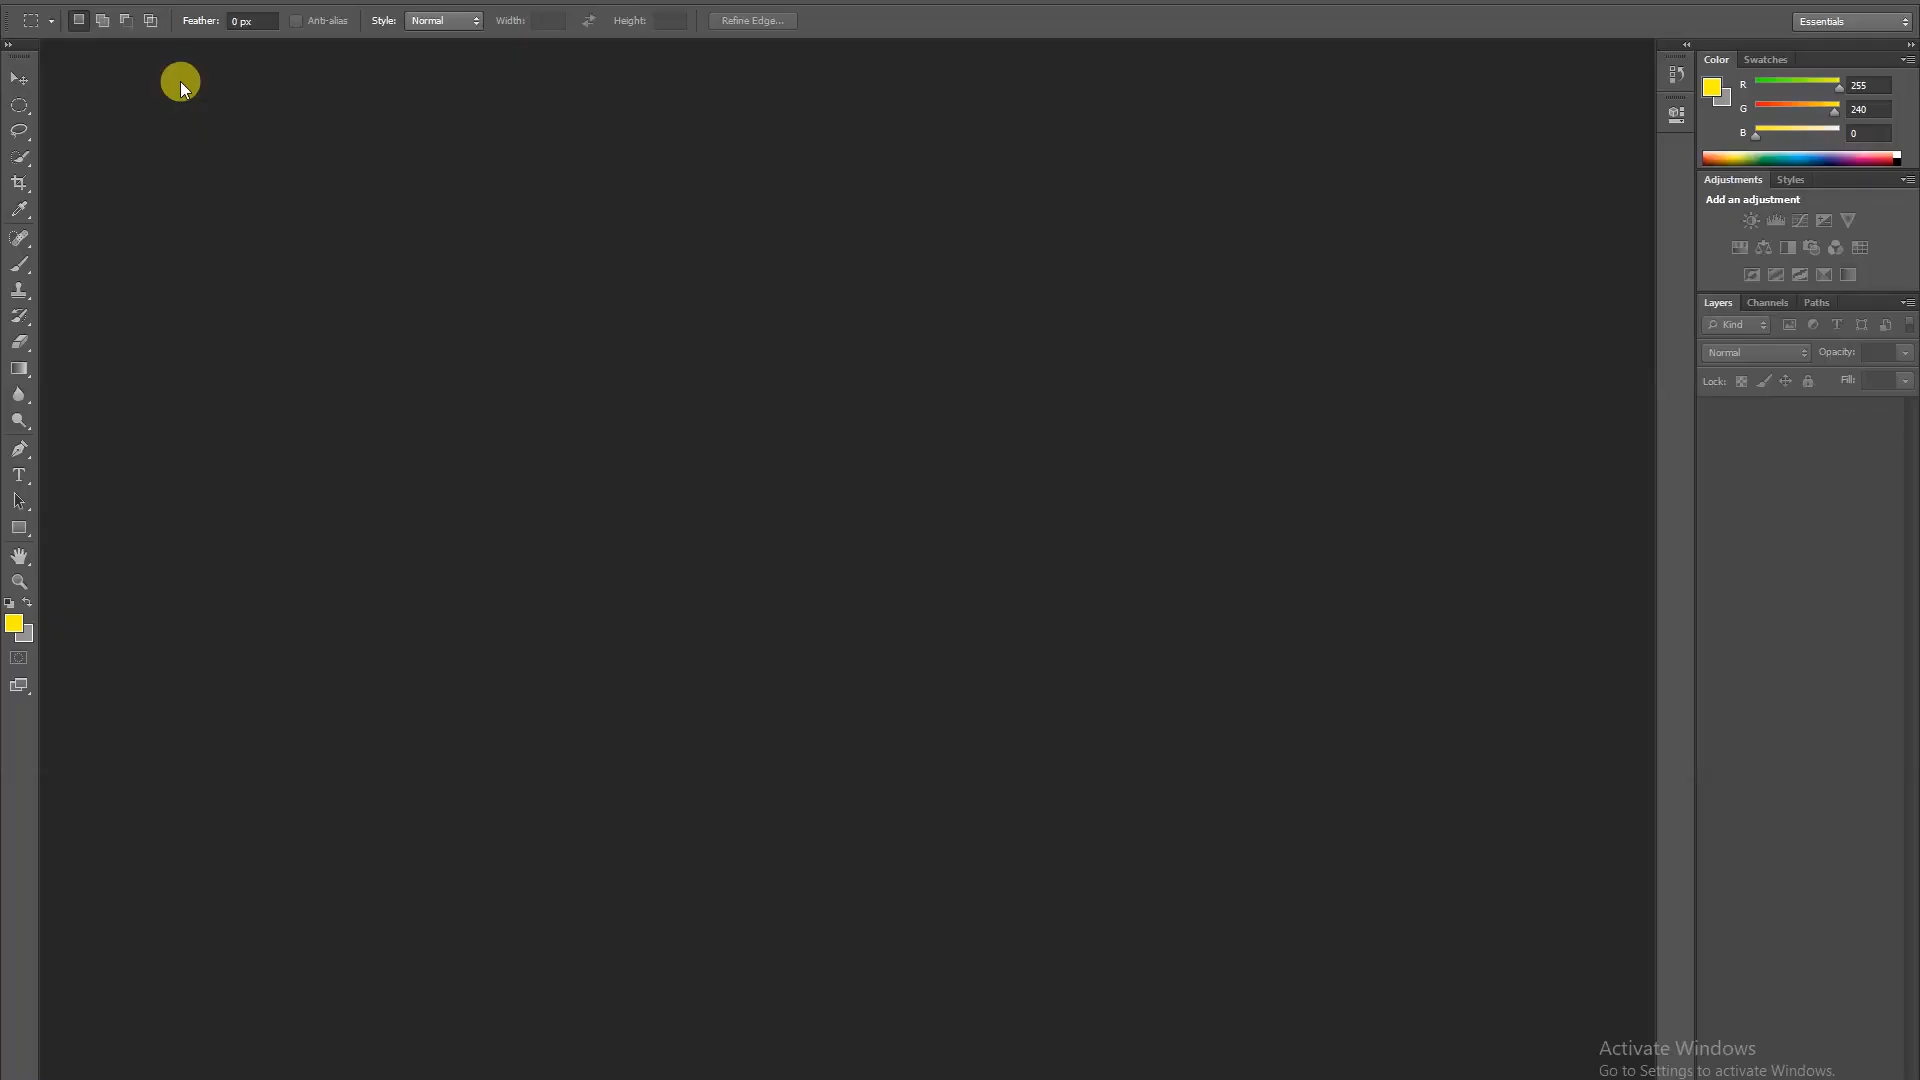 Feather: 0 px Anti-alias Style: Normal Width: Height: Refine Edge... Essentials
Color Swatches
R 255
G 240
B 0
Adjustments Styles
Add an adjustment
Layers Channels Paths
Kind T
Normal Opacity:
Lock: Fill:
T
Activate Windows
Go to Settings to activate Windows.